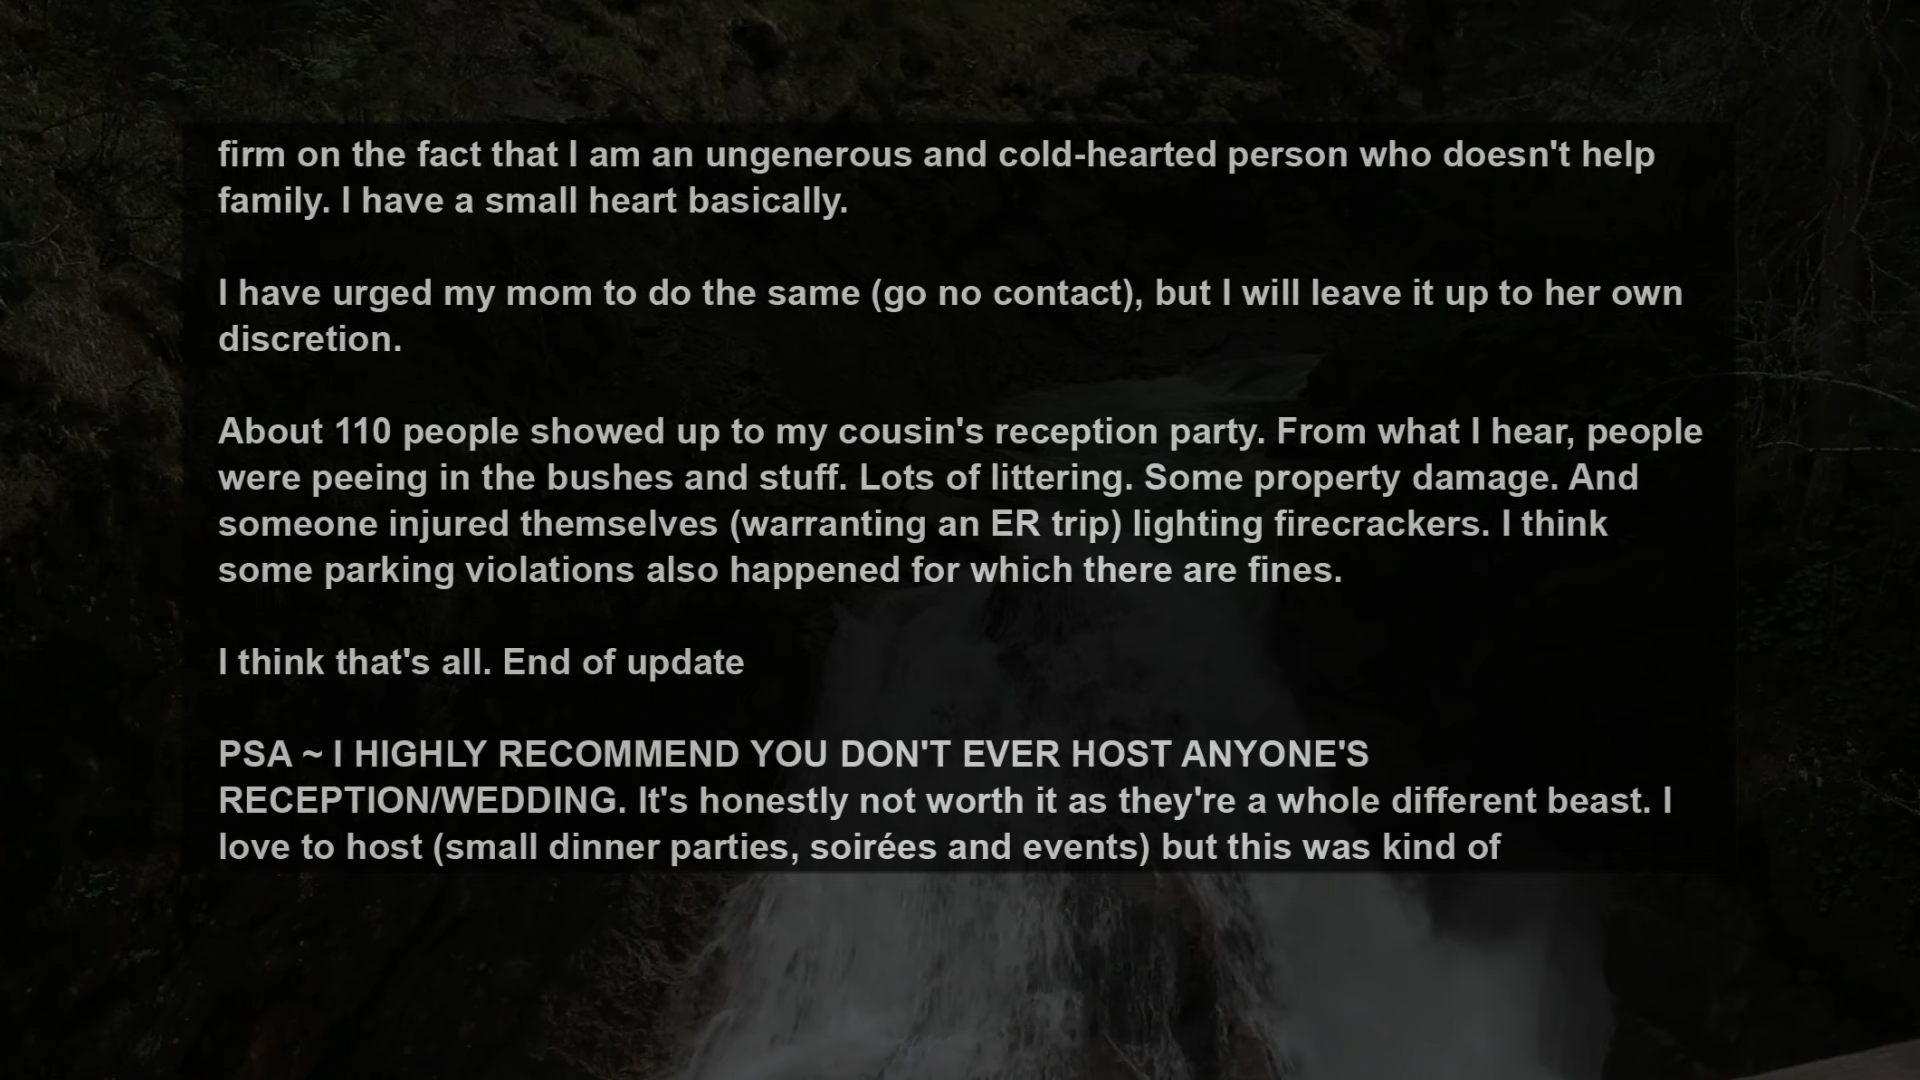 firm on the fact that I am an ungenerous and cold-hearted person who doesn't help
family. I have a small heart basically.
I have urged my mom to do the same (go no contact), but I will leave it up to her own
discretion.
About 110 people showed up to my cousin's reception party. From what I hear, people
were peeing in the bushes and stuff. Lots of littering. Some property damage. And
someone injured themselves (warranting an ER trip) lighting firecrackers. I think
some parking violations also happened for which there are fines.
I think that's all. End of update
PSA ~ I HIGHLY RECOMMEND YOU DON'T EVER HOST ANYONE'S
RECEPTION/WEDDING. It's honestly not worth it as they're a whole different beast. I
love to host (small dinner parties, soirées and events) but this was kind of